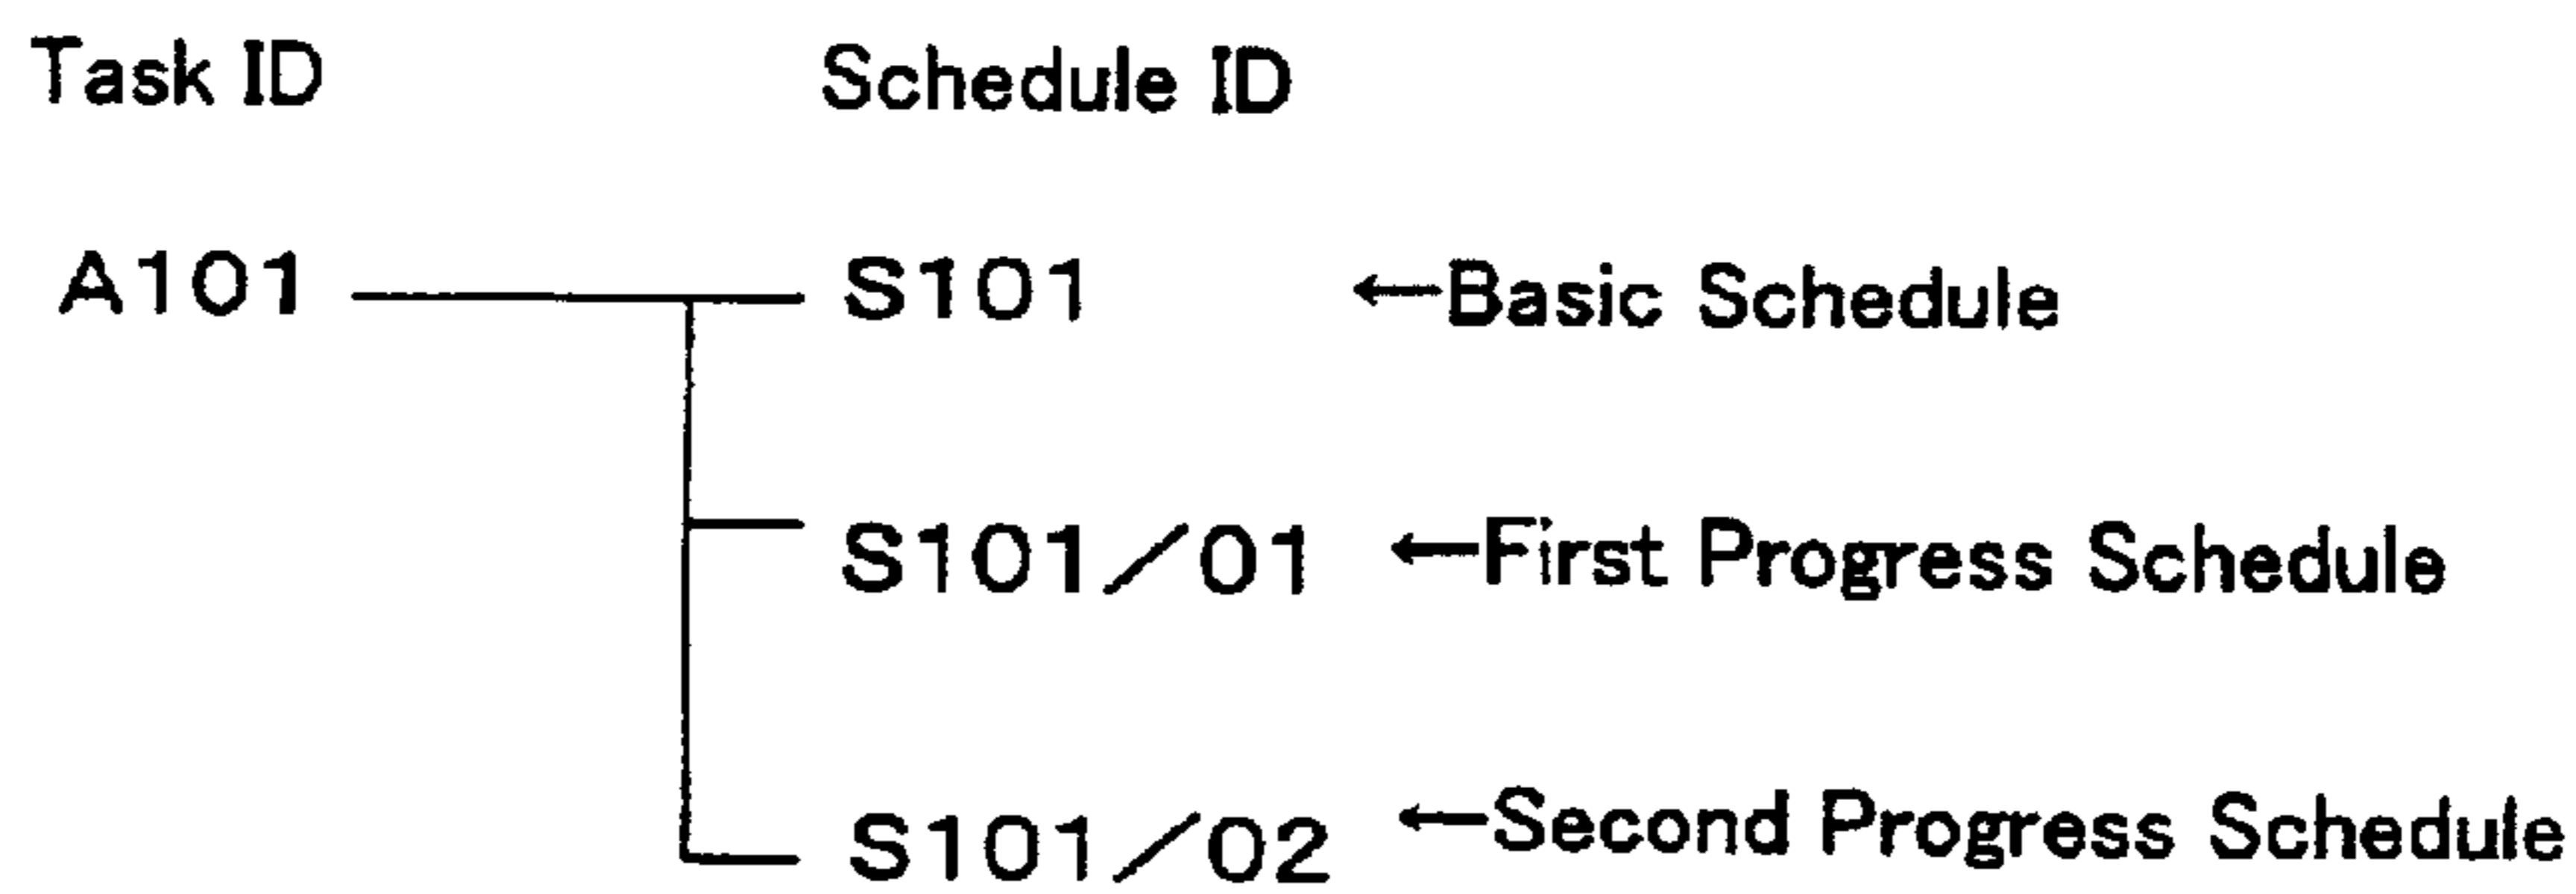 Task ID Schedule ID
A101 S101 ←Basic Schedule
S101/01 ←First Progress Schedule
S101/02 ←Second Progress Schedule